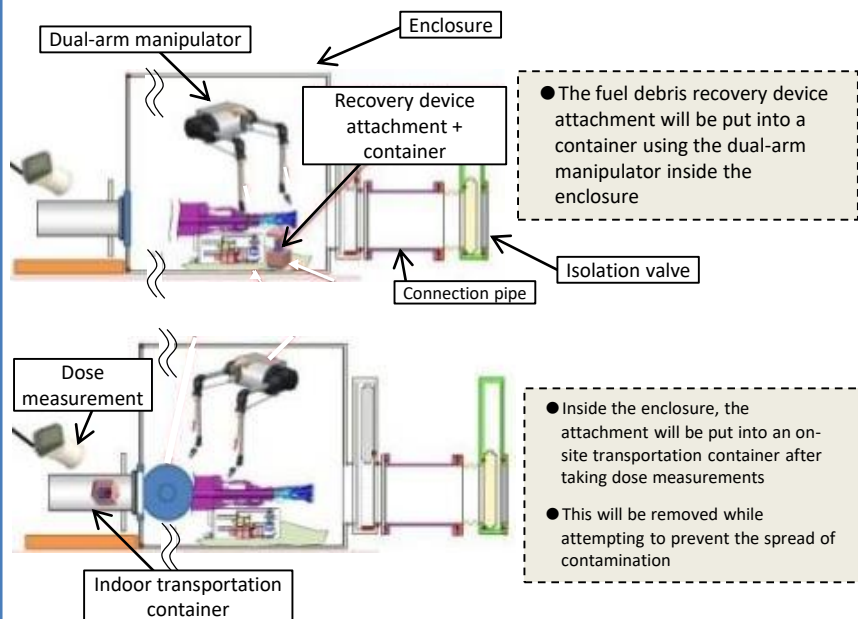 Dual-arm manipulator
Enclosure
Recovery device
attachment +
container
● The fuel debris recovery device
attachment will be put into a
container using the dual-arm
manipulator inside the
enclosure
Isolation valve
Connection pipe
Dose
measurement
● Inside the enclosure, the
attachment will be put into an on-
site transportation container after
taking dose measurements
● This will be removed while
attempting to prevent the spread of
contamination
Indoor transportation
container